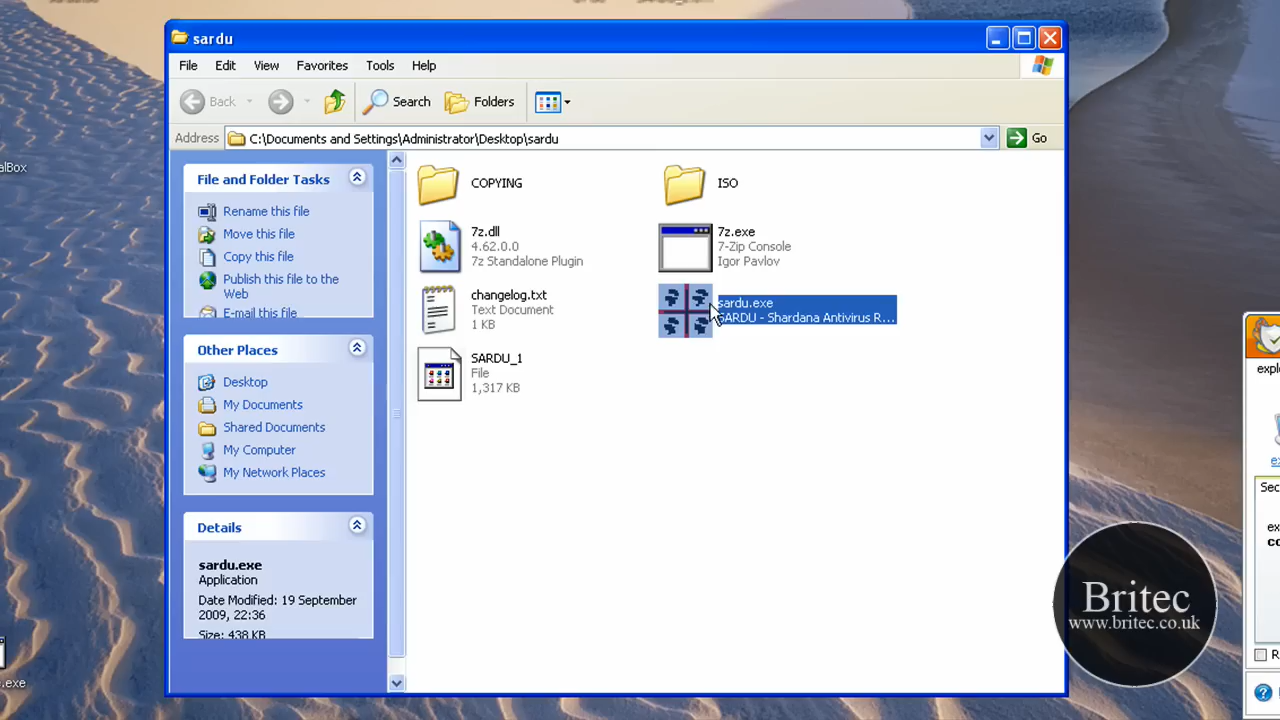 sardu
File Edit View Favorites Tools Help
Back Search Folders
Address C:\Documents and Settings\Administrator\Desktop\sardu Go
File and Folder Tasks
Rename this file
Move this file
Copy this file
Publish this file to the
Web
E-mail this file
Other Places
Desktop
My Documents
Shared Documents
My Computer
My Network Places
Details
sardu.exe
Application
Date Modified: 19 September
2009, 22:36
Size: 438 KB
COPYING
ISO
7z.dll
4.62.0.0
7z Standalone Plugin
7z.exe
7-Zip Console
Igor Pavlov
changelog.txt
Text Document
1 KB
sardu.exe
SARDU - Shardana Antivirus R...
SARDU_1
File
1,317 KB
Britec
www.britec.co.uk